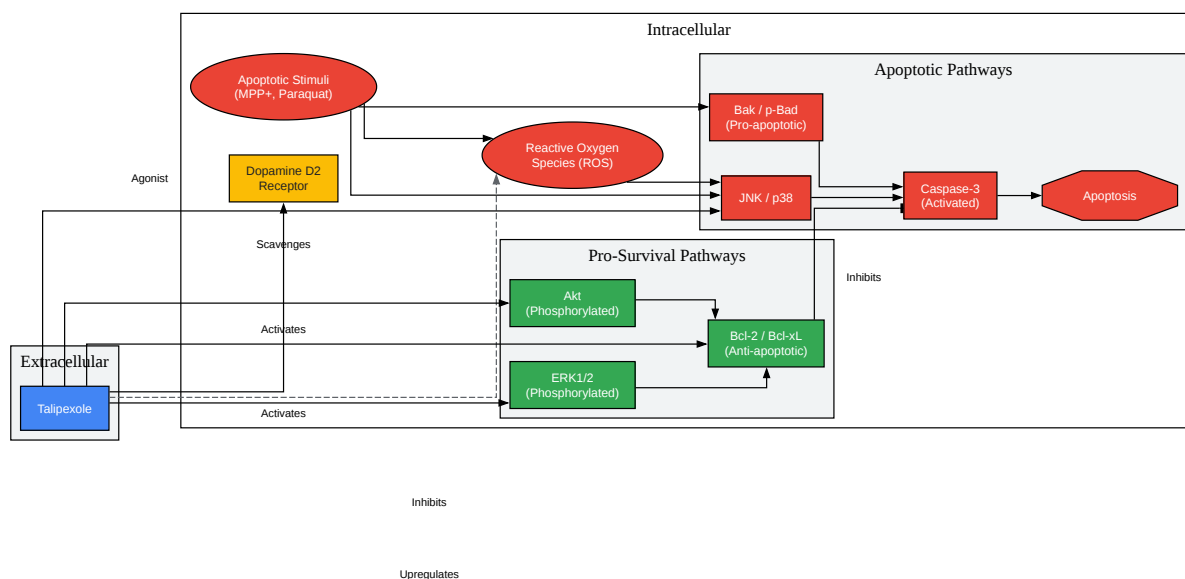 Intracellular
Apoptotic Stimuli
(MPP+, Paraquat)
Apoptotic Pathways
Bak / p-Bad
(Pro-apoptotic)
Reactive Oxygen
Species (ROS)
Dopamine D2
Receptor
Agonist
JNK / p38
Caspase-3
(Activated)
Apoptosis
Scavenges
Pro-Survival Pathways
Inhibits
Akt
(Phosphorylated)
Activates
Bcl-2 / Bcl-xL
(Anti-apoptotic)
Extracellular
ERK1/2
(Phosphorylated)
Talipexole
Activates
Inhibits
Upregulates